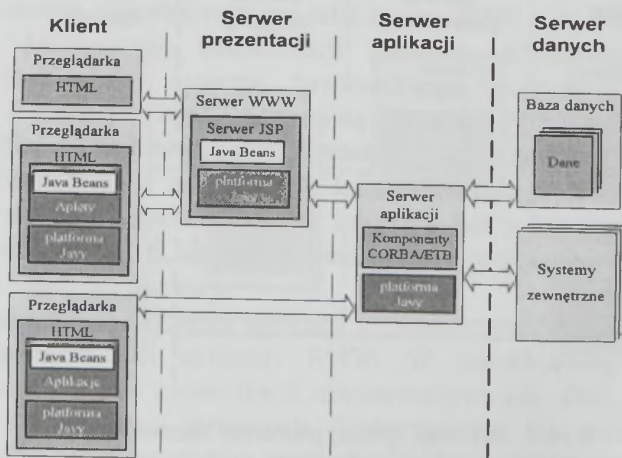 Klient
Serwer
prezentacji
Serwer
aplikacji
Serwer
danych
Przeglądarka
HTML
Przeglądarka
HTML
Java Beans
Aplety
platforma
Javy
Przeglądarka
HTML
Java Beans
Aplikacje
platforma
Javy
Serwer WWW
Serwer JSP
Java Beans
platforma
Javy
Serwer
aplikacji
Komponenty
CORBA/ETB
platforma
Javy
Baza danych
Dane
Systemy
zewnętrzne